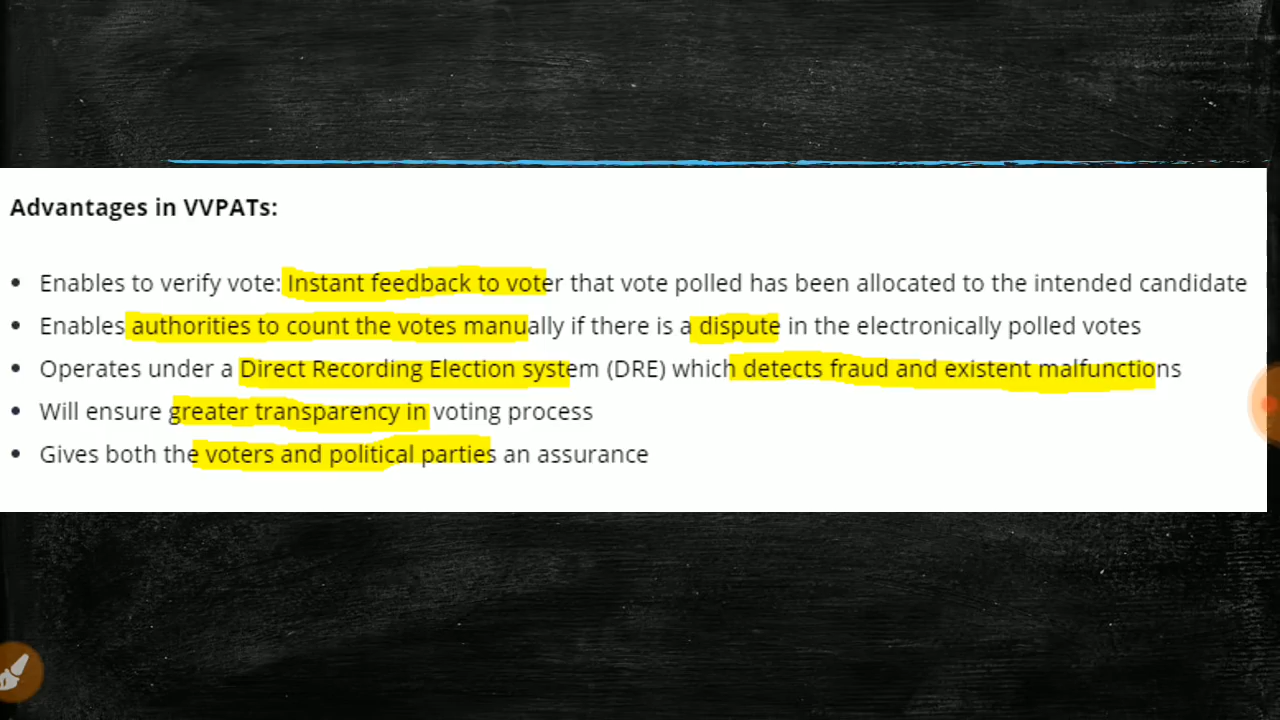 Advantages in VVPATs:
• Enables to verify vote: Instant feedback to voter that vote polled has been allocated to the intended candidate
• Enables authorities to count the votes manually if there is a dispute in the electronically polled votes
• Operates under a Direct Recording Election system (DRE) which detects fraud and existent malfunctions
• Will ensure greater transparency in voting process
• Gives both the voters and political parties an assurance